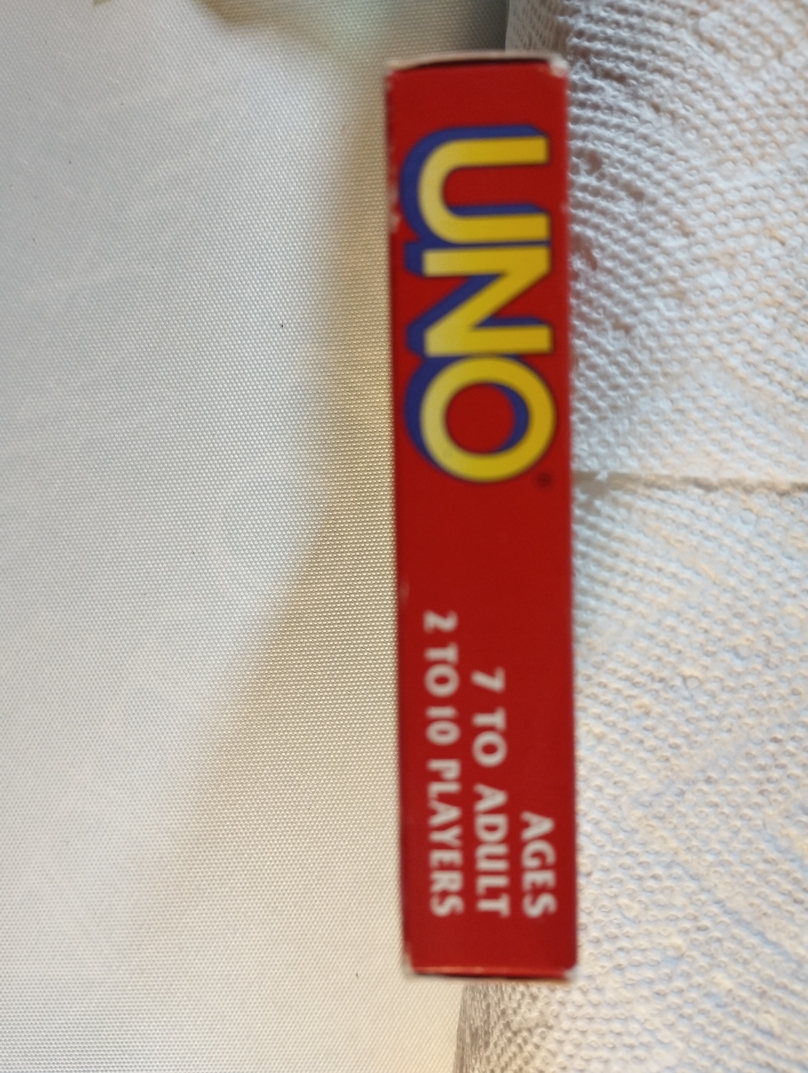 UNO®
AGES
7 TO ADULT
2 TO 10 PLAYERS